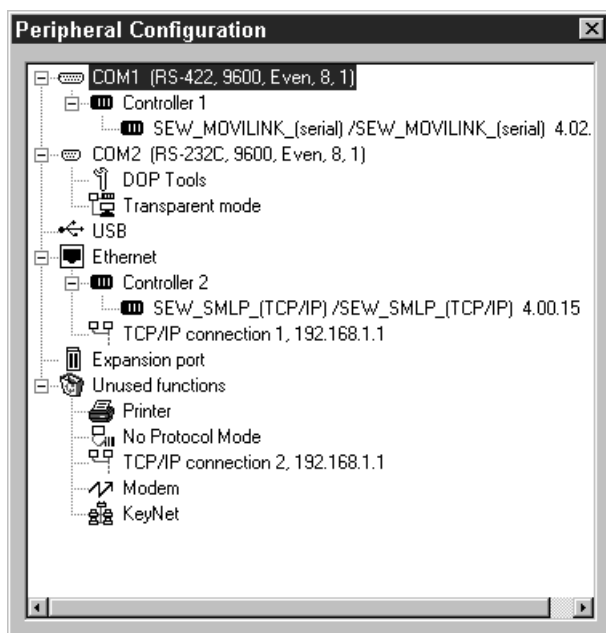 Peripheral Configuration
COM1 (RS-422, 9600, Even, 8, 1)
Controller 1
SEW_MOVILINK_(serial) /SEW_MOVILINK_(serial) 4.02.
COM2 (RS-232C, 9600, Even, 8, 1)
DOP Tools
Transparent mode
USB
Ethernet
Controller 2
SEW_SMLP_(TCP/IP) /SEW_SMLP_(TCP/IP) 4.00.15
TCP/IP connection 1, 192.168.1.1
Expansion port
Unused functions
Printer
No Protocol Mode
TCP/IP connection 2, 192.168.1.1
Modem
KeyNet